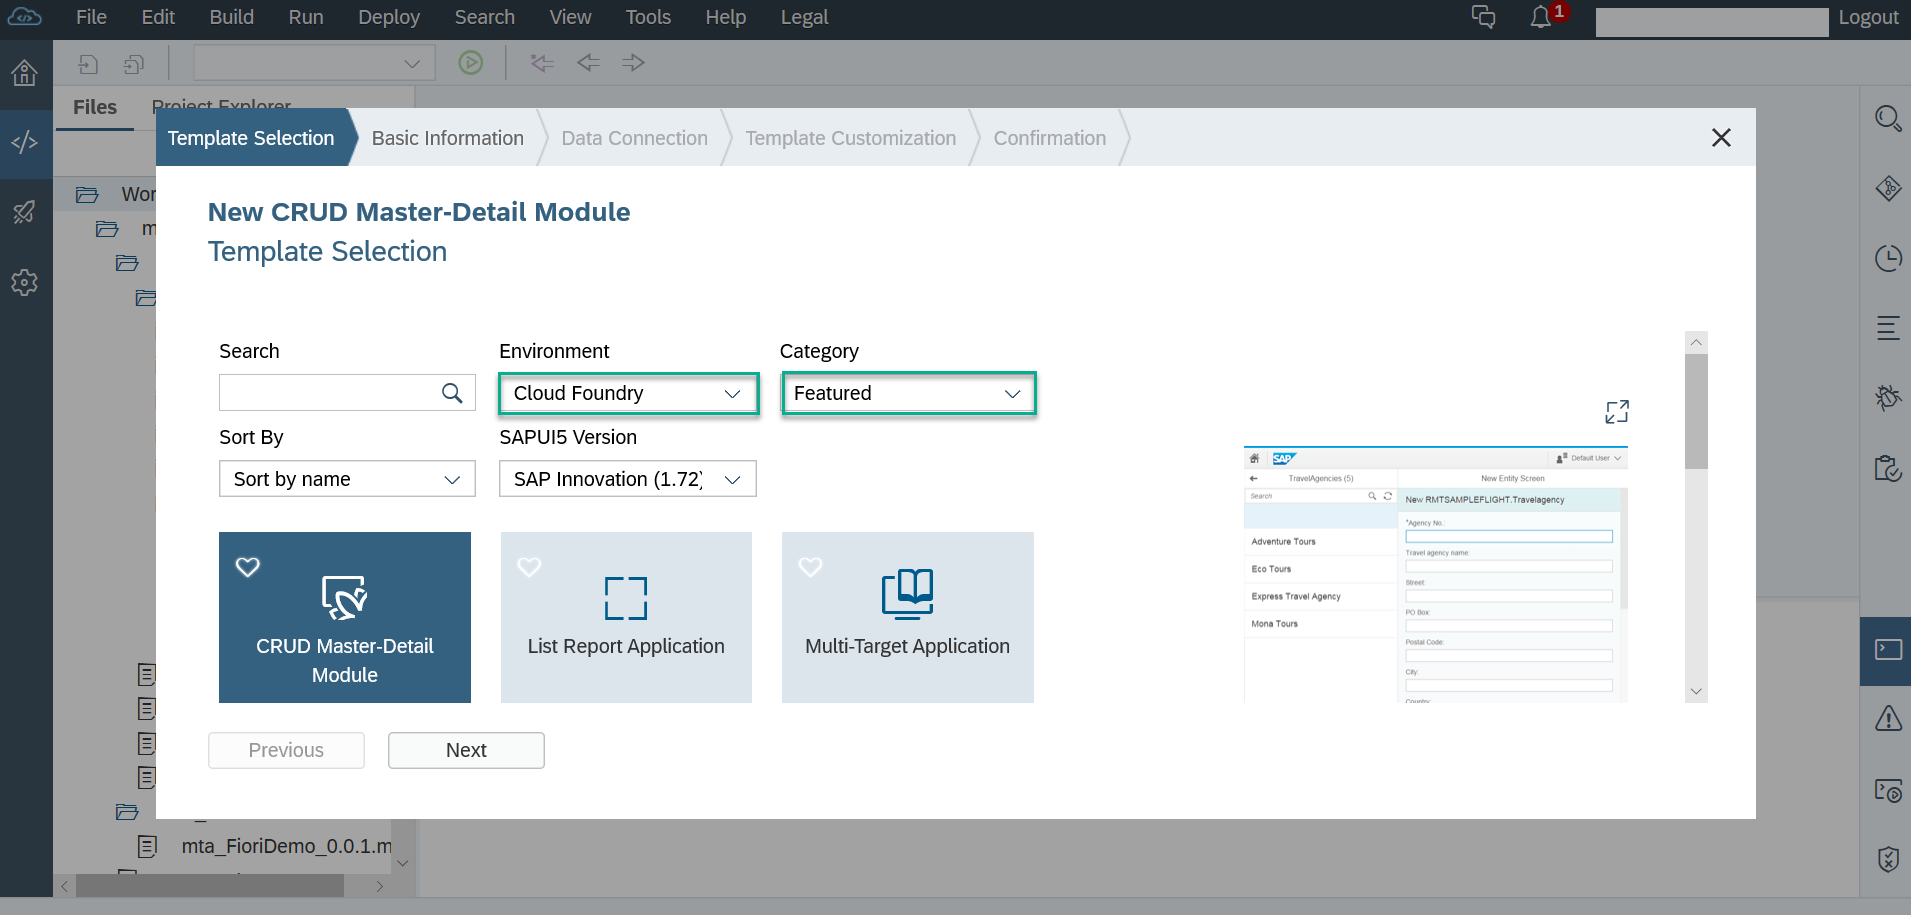 File Edit Build Run Deploy Search View Tools Help Legal 1 Logout
Files Project Explorer
Template Selection Basic Information Data Connection Template Customization Confirmation
New CRUD Master-Detail Module
Template Selection
Search Environment Category
Cloud Foundry Featured
Sort By SAPUI5 Version
Sort by name SAP Innovation (1.72)
CRUD Master-Detail
Module
List Report Application
Multi-Target Application
SAP Default User
TravelAgencies (5) New Entity Screen
Search
New RMTSAMPLEFLIGHT.Travelagency
*Agency No.:
Adventure Tours
Travel agency name:
Eco Tours
Street:
Express Travel Agency
PO Box:
Mona Tours
Postal Code:
City:
Country:
Previous Next
mta_FioriDemo_0.0.1.m